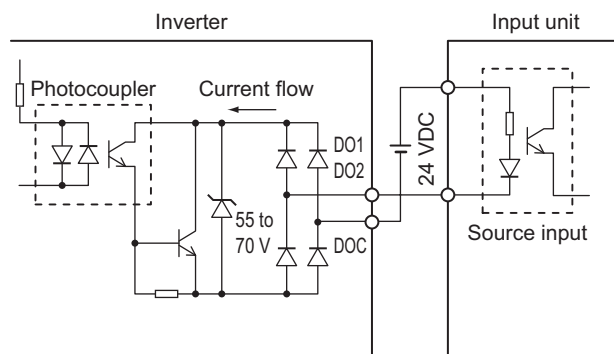 Inverter
Input unit
Photocoupler
Current flow
DO1
DO2
24 VDC
55 to
70 V
DOC
Source input